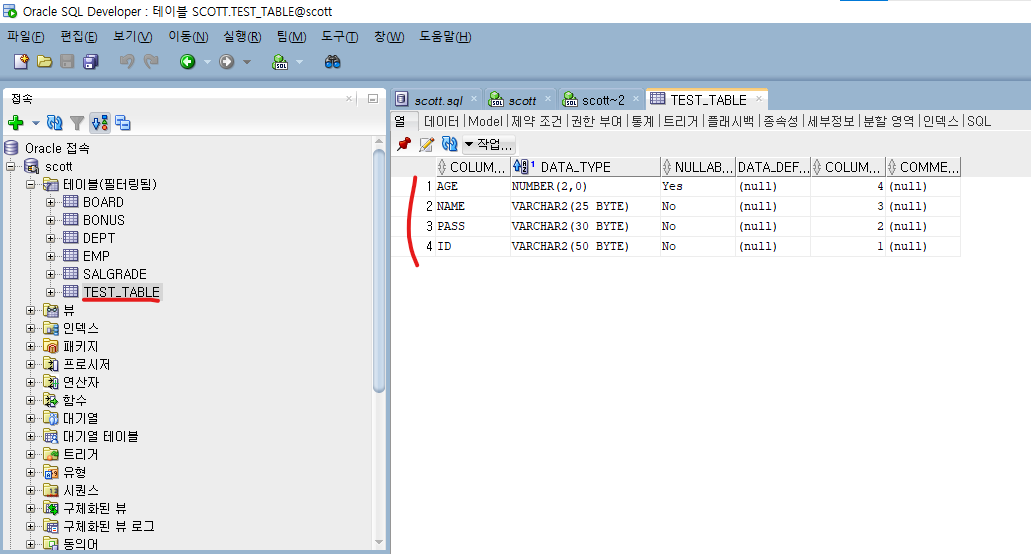 Oracle SQL Developer : 테이블 SCOTT.TEST_TABLE@scott
파일(F) 편집(E) 보기(V) 이동(N) 실행(R) 팀(M) 도구(T) 창(W) 도움말(H)
접속
Oracle 접속
scott
테이블(필터링됨)
BOARD
BONUS
DEPT
EMP
SALGRADE
TEST_TABLE
뷰
인덱스
패키지
프로시저
연산자
함수
대기열
대기열 테이블
트리거
유형
시퀀스
구체화된 뷰
구체화된 뷰 로그
동의어
scott.sql scott scott~2 TEST_TABLE
열 데이터 Model 제약 조건 권한 부여 통계 트리거 플래시백 종속성 세부정보 분할 영역 인덱스 SQL
작업...
COLUM... 1 DATA_TYPE NULLAB... DATA_DEF... COLUM... COMME...
1 AGE NUMBER(2,0) Yes (null) 4 (null)
2 NAME VARCHAR2(25 BYTE) No (null) 3 (null)
3 PASS VARCHAR2(30 BYTE) No (null) 2 (null)
4 ID VARCHAR2(50 BYTE) No (null) 1 (null)